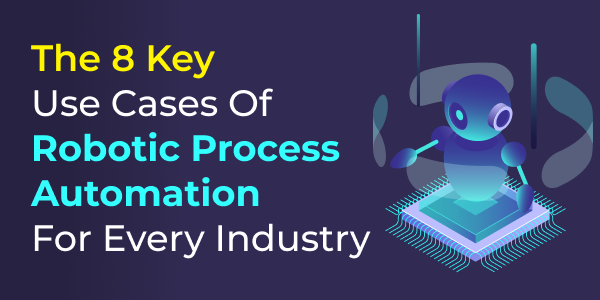 The 8 Key
Use Cases Of
Robotic Process
Automation
For Every Industry